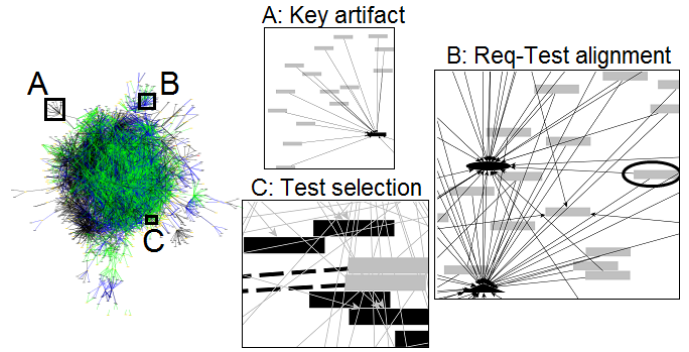 A: Key artifact
A
B
B: Req-Test alignment
C: Test selection
C